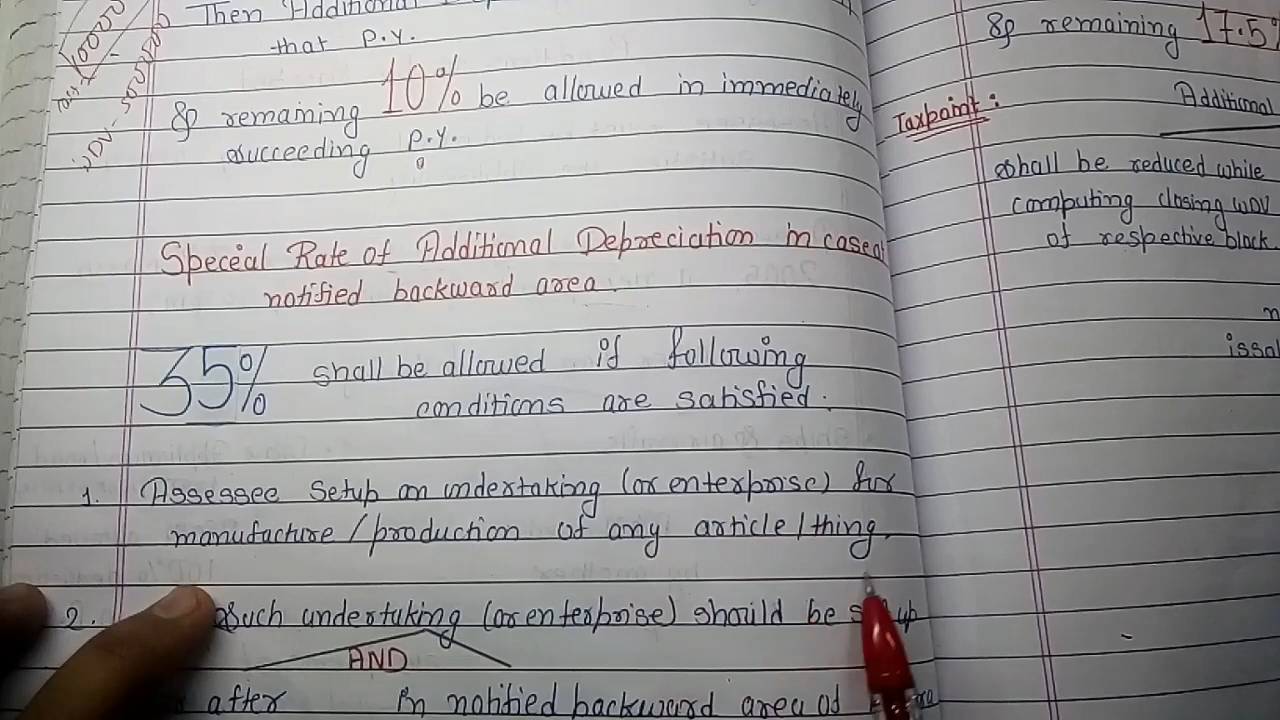 Then Additional
that p.y.
& remaining 10% be allowed in immediately
succeeding p.y.
Special Rate of Additional Depreciation in case of
notified backward area
35% shall be allowed if following
conditions are satisfied.
1. Assessee Setup an undertaking (or enterprise) for
manufacture/production of any article/thing.
2. Such undertaking (or enterprise) should be
AND
after in notified backward area of
& remaining 17.5%
Taxpoint:
Additional
shall be reduced while
computing closing WDV
of respective block